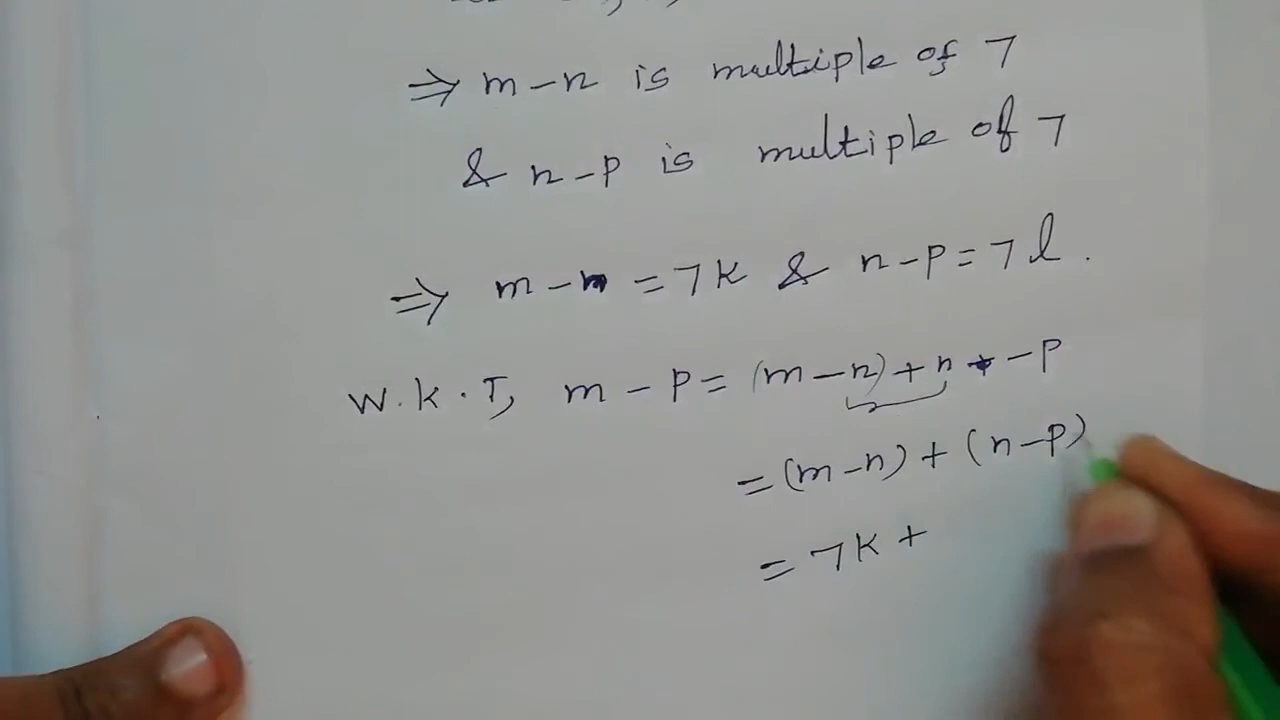 ⇒ m - n is multiple of 7
& n - p is multiple of 7
⇒ m - n = 7k & n - p = 7l.
W.K.T, m - p = (m - n) + n - p
= (m - n) + (n - p)
= 7k +